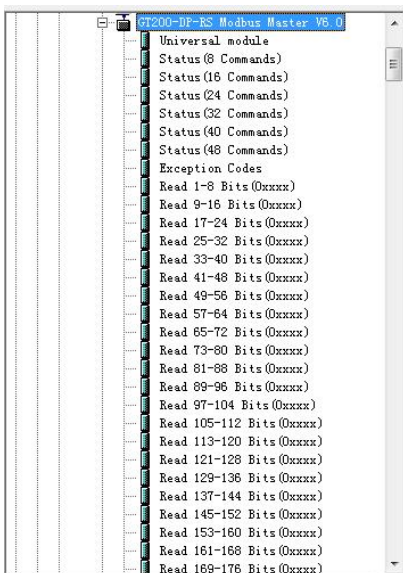 GT200-DP-RS Modbus Master V6.0
Universal module
Status(8 Commands)
Status(16 Commands)
Status(24 Commands)
Status(32 Commands)
Status(40 Commands)
Status(48 Commands)
Exception Codes
Read 1-8 Bits(0xxxx)
Read 9-16 Bits(0xxxx)
Read 17-24 Bits(0xxxx)
Read 25-32 Bits(0xxxx)
Read 33-40 Bits(0xxxx)
Read 41-48 Bits(0xxxx)
Read 49-56 Bits(0xxxx)
Read 57-64 Bits(0xxxx)
Read 65-72 Bits(0xxxx)
Read 73-80 Bits(0xxxx)
Read 81-88 Bits(0xxxx)
Read 89-96 Bits(0xxxx)
Read 97-104 Bits(0xxxx)
Read 105-112 Bits(0xxxx)
Read 113-120 Bits(0xxxx)
Read 121-128 Bits(0xxxx)
Read 129-136 Bits(0xxxx)
Read 137-144 Bits(0xxxx)
Read 145-152 Bits(0xxxx)
Read 153-160 Bits(0xxxx)
Read 161-168 Bits(0xxxx)
Read 169-176 Bits(0xxxx)